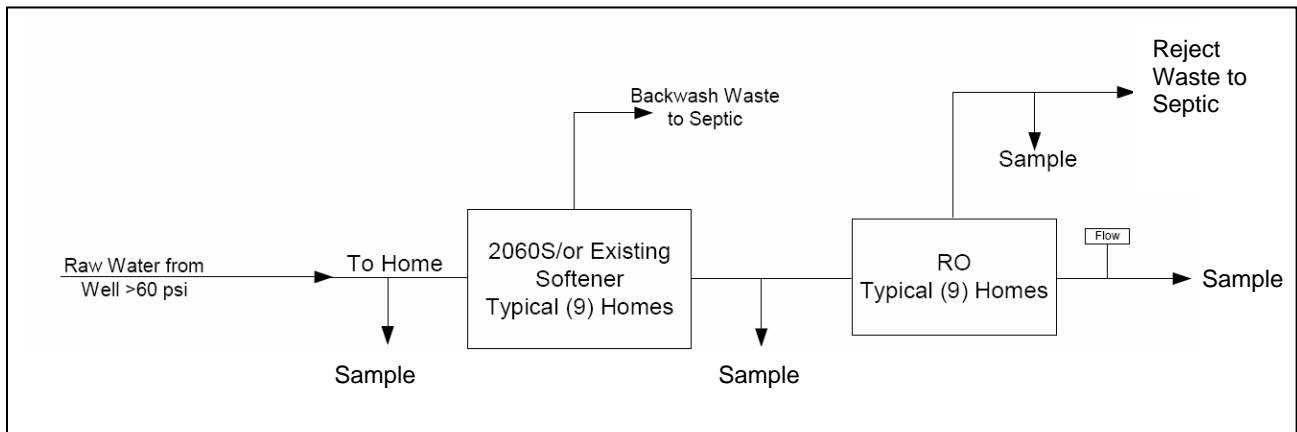 Raw Water from
Well >60 psi
To Home
Sample
Backwash Waste
to Septic
2060S/or Existing
Softener
Typical (9) Homes
Sample
RO
Typical (9) Homes
Sample
Reject
Waste to
Septic
Flow
Sample